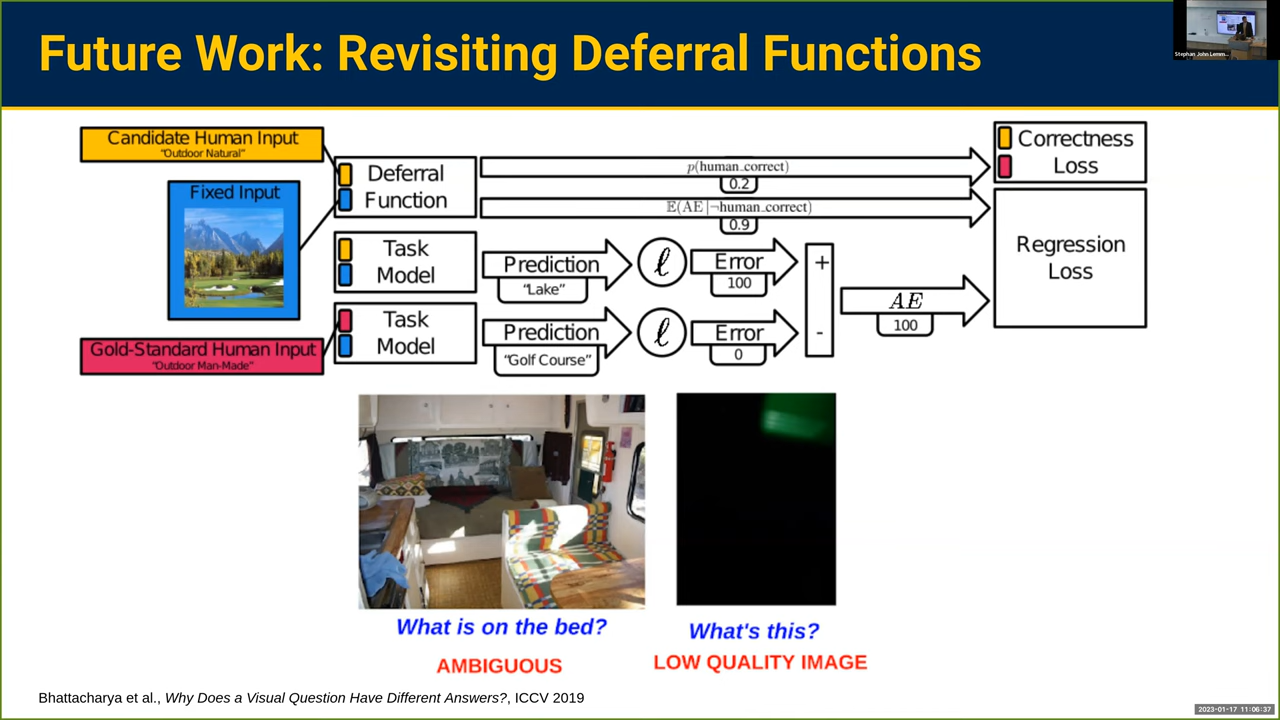 Future Work: Revisiting Deferral Functions
Stephan John Lemm...
Candidate Human Input
"Outdoor Natural"
Fixed Input
Gold-Standard Human Input
"Outdoor Man-Made"
Deferral
Function
Task
Model
Task
Model
p(human_correct)
0.2
𝔼(AE |¬human_correct)
0.9
Prediction
"Lake"
ℓ
Error
100
Prediction
"Golf Course"
ℓ
Error
0
+
-
AE
100
Correctness
Loss
Regression
Loss
What is on the bed?
AMBIGUOUS
What's this?
LOW QUALITY IMAGE
Bhattacharya et al., Why Does a Visual Question Have Different Answers?, ICCV 2019
2023-01-17 11:06:37